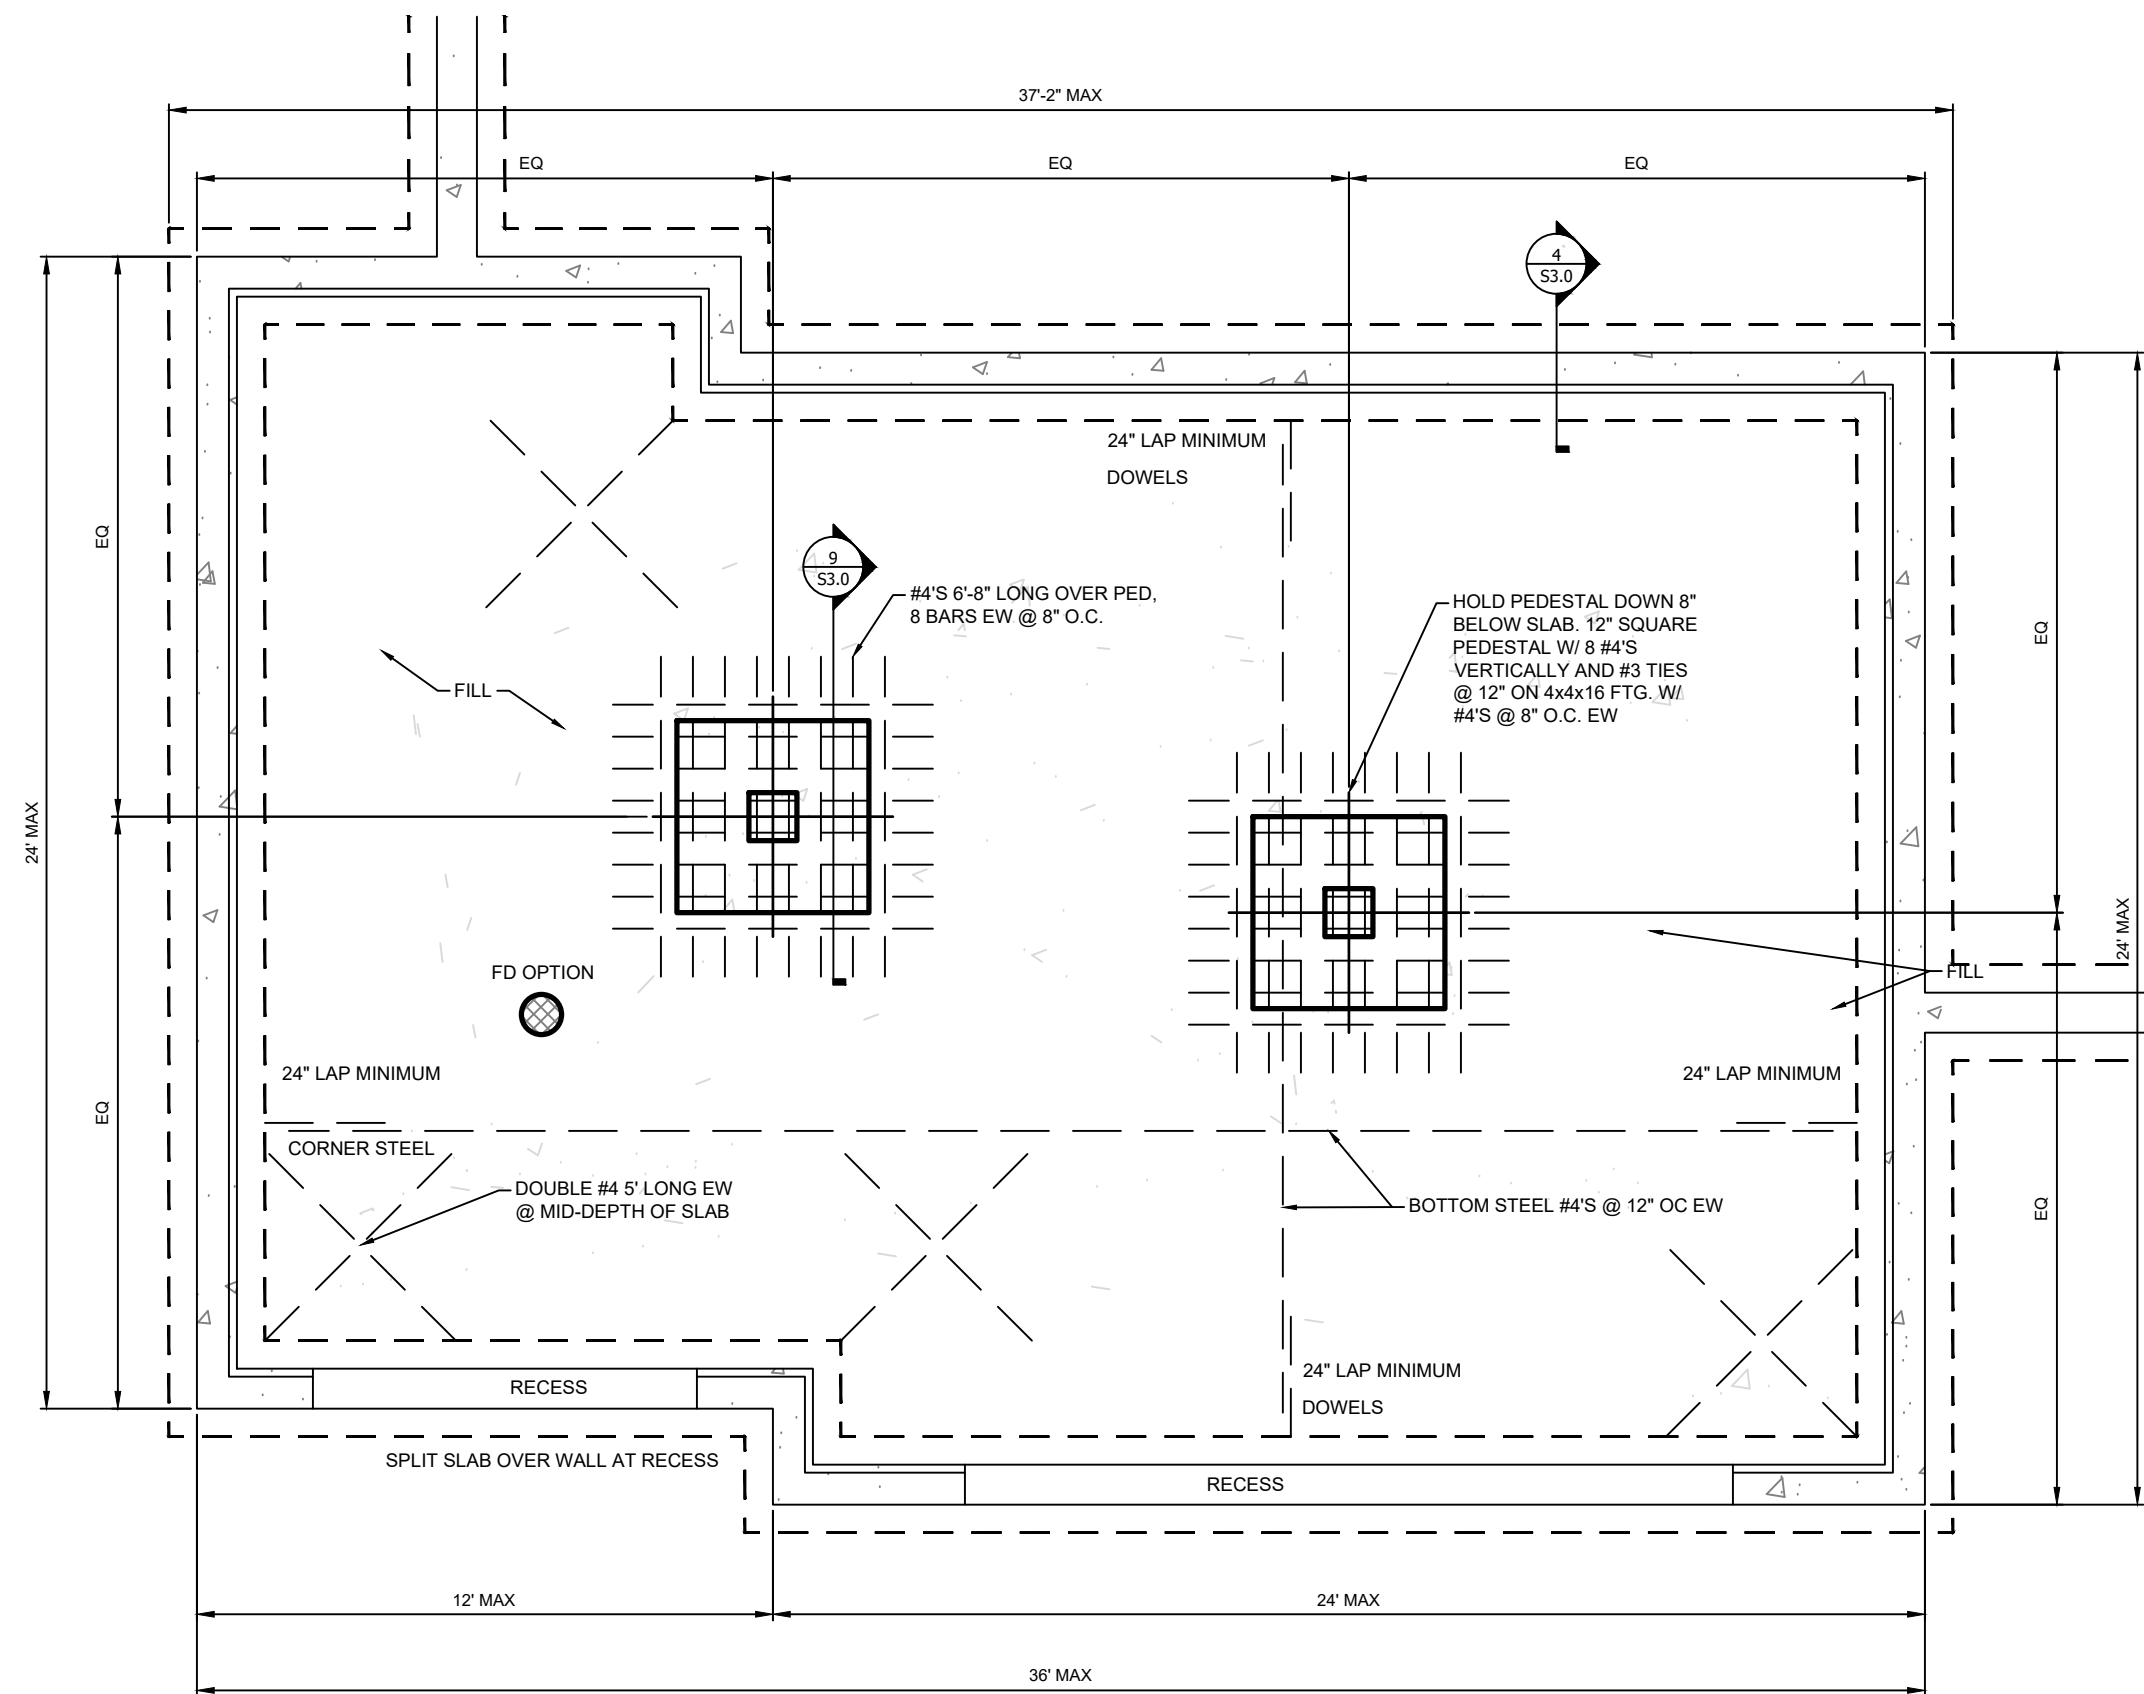 37'-2" MAX
EQ
EQ
EQ
4
S3.0
24" LAP MINIMUM
DOWELS
EQ
9
S3.0
#4'S 6'-8" LONG OVER PED,
8 BARS EW @ 8" O.C.
HOLD PEDESTAL DOWN 8"
BELOW SLAB. 12" SQUARE
PEDESTAL W/ 8 #4'S
VERTICALLY AND #3 TIES
@ 12" ON 4x4x16 FTG. W/
#4'S @ 8" O.C. EW
EQ
FILL
24' MAX
24' MAX
FD OPTION
FILL
24" LAP MINIMUM
24" LAP MINIMUM
EQ
CORNER STEEL
DOUBLE #4 5' LONG EW
@ MID-DEPTH OF SLAB
BOTTOM STEEL #4'S @ 12" OC EW
EQ
RECESS
24" LAP MINIMUM
DOWELS
SPLIT SLAB OVER WALL AT RECESS
RECESS
12' MAX
24' MAX
36' MAX